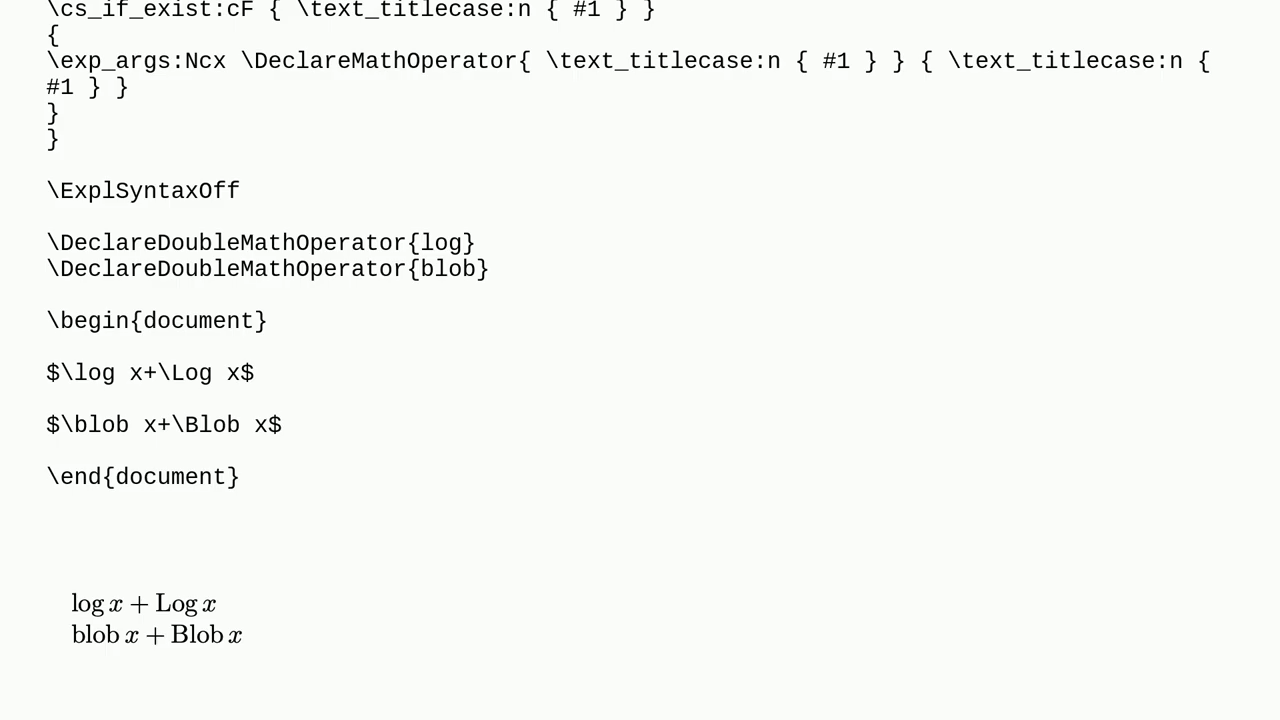 \cs_if_exist:cF { \text_titlecase:n { #1 } }
{
\exp_args:Ncx \DeclareMathOperator{ \text_titlecase:n { #1 } } { \text_titlecase:n {
#1 } }
}
}
\ExplSyntaxOff
\DeclareDoubleMathOperator{log}
\DeclareDoubleMathOperator{blob}
\begin{document}
$\log x+\Log x$
$\blob x+\Blob x$
\end{document}
log x + Log x
blob x + Blob x